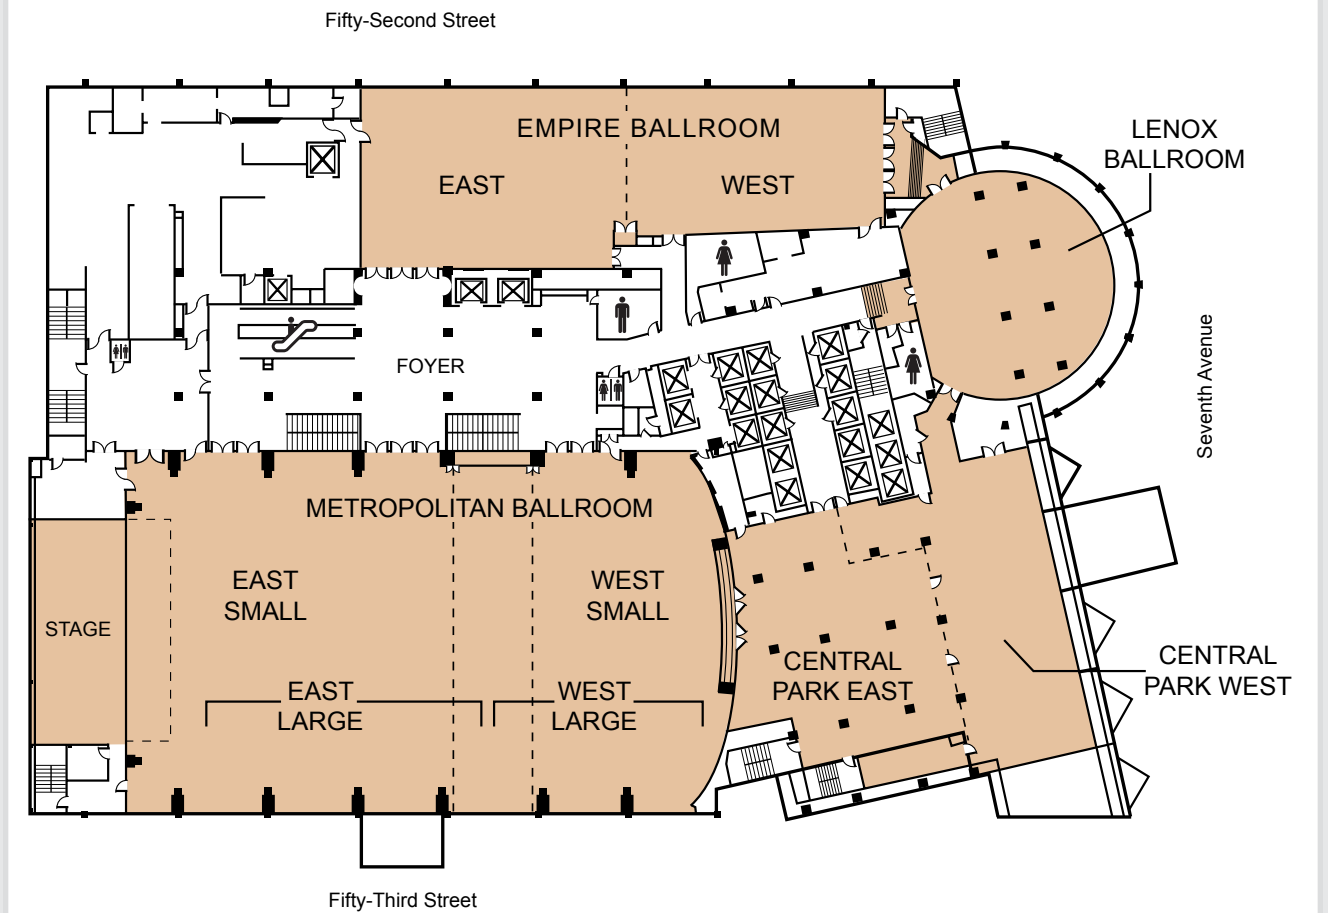 Fifty-Second Street
EMPIRE BALLROOM
EAST
WEST
LENOX
BALLROOM
FOYER
Seventh Avenue
METROPOLITAN BALLROOM
EAST
SMALL
WEST
SMALL
STAGE
EAST
LARGE
WEST
LARGE
CENTRAL
PARK EAST
CENTRAL
PARK WEST
Fifty-Third Street